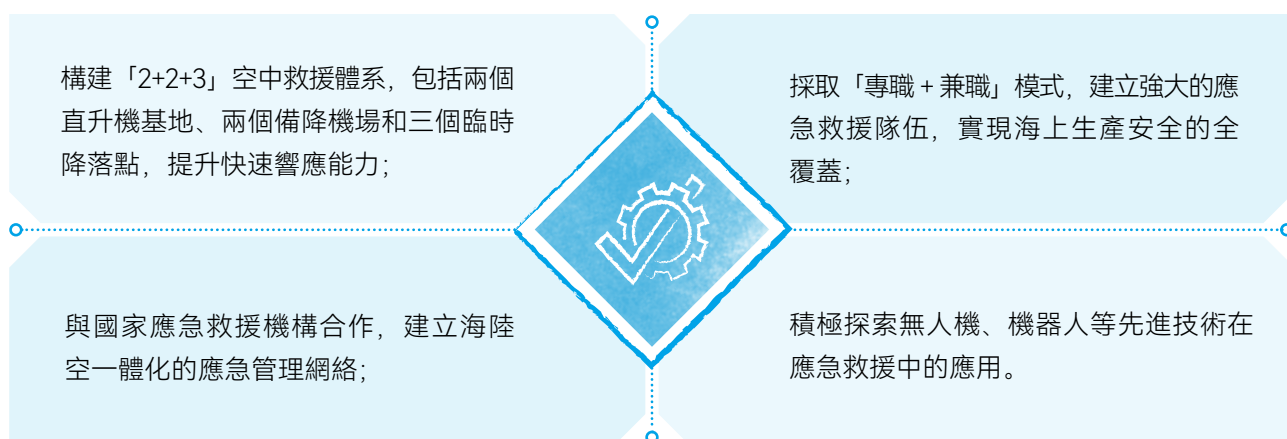 構建「2+2+3」空中救援體系，包括兩個
直升機基地、兩個備降機場和三個臨時
降落點，提升快速響應能力；
採取「專職 + 兼職」模式，建立強大的應
急救援隊伍，實現海上生產安全的全
覆蓋；
與國家應急救援機構合作，建立海陸
空一體化的應急管理網絡；
積極探索無人機、機器人等先進技術在
應急救援中的應用。